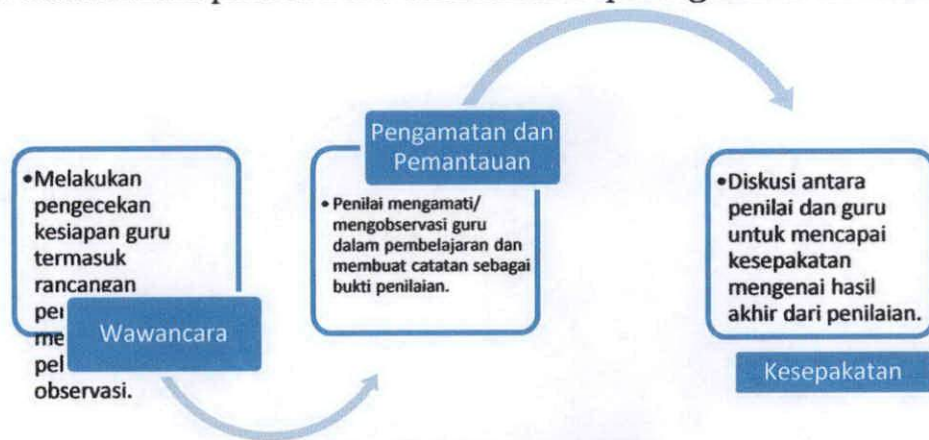 •Melakukan
pengecekan
kesiapan guru
termasuk
rancangan
observasi.
Wawancara
Pengamatan dan
Pemantauan
• Penilai mengamati/
mengobservasi guru
dalam pembelajaran dan
membuat catatan sebagai
bukti penilaian.
•Diskusi antara
penilai dan guru
untuk mencapai
kesepakatan
mengenai hasil
akhir dari penilaian.
Kesepakatan